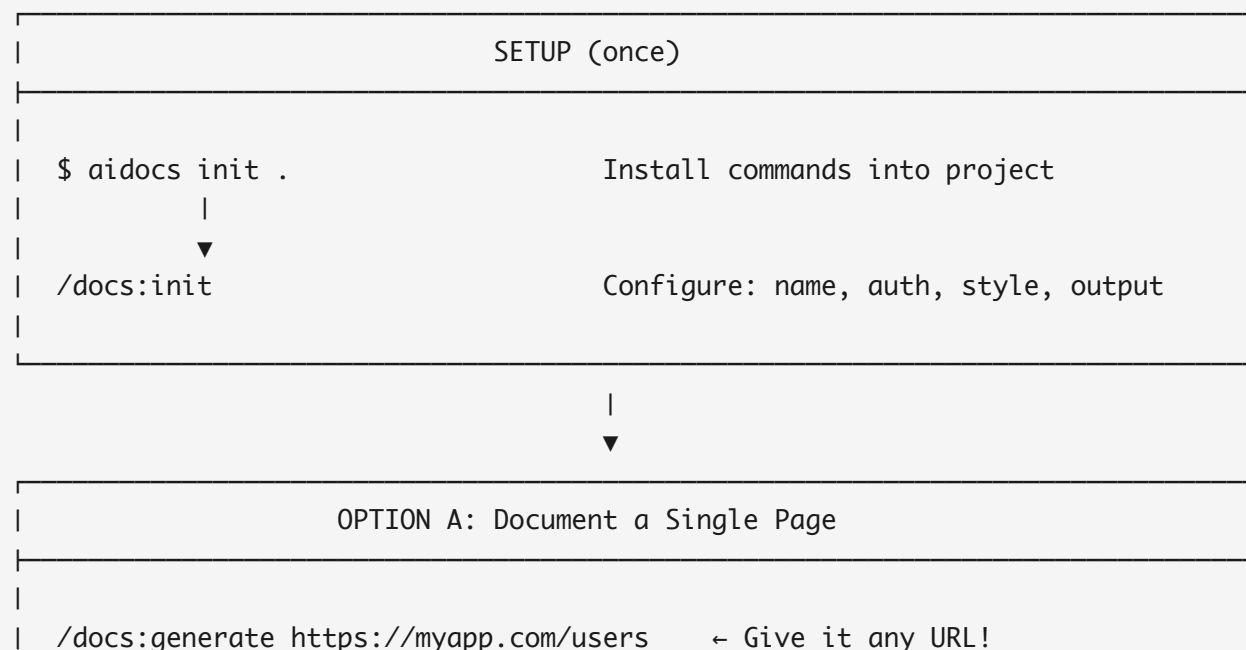 SETUP (once)
$ aidocs init . Install commands into project
▼
/docs:init Configure: name, auth, style, output
▼
OPTION A: Document a Single Page
/docs:generate https://myapp.com/users ← Give it any URL!